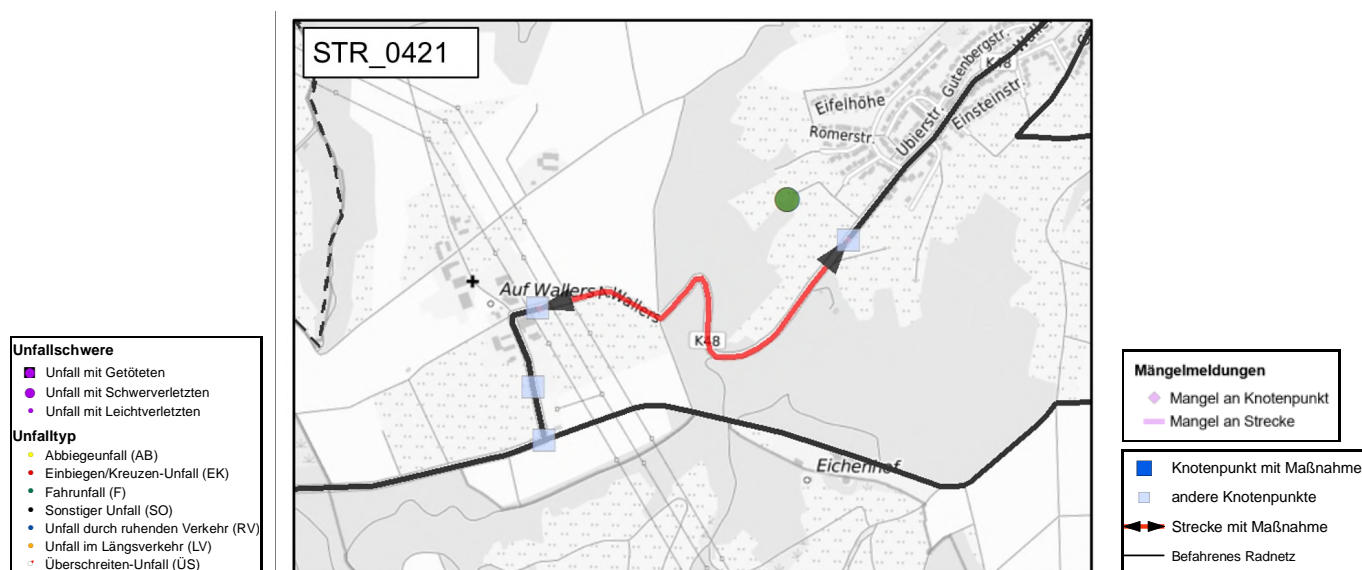 STR_0421
K48
Gutenbergstr.
Eifelhöhe
Einsteinstr.
Römerstr.
Ubierstr.
Auf Wallers
K48
Eichenhof
Unfallschwere
Unfall mit Getöteten
Unfall mit Schwerverletzten
Unfall mit Leichtverletzten
Unfalltyp
Abbiegeunfall (AB)
Einbiegen/Kreuzen-Unfall (EK)
Fahrunfall (F)
Sonstiger Unfall (SO)
Unfall durch ruhenden Verkehr (RV)
Unfall im Längsverkehr (LV)
Überschreiten-Unfall (ÜS)
Mängelmeldungen
Mangel an Knotenpunkt
Mangel an Strecke
Knotenpunkt mit Maßnahme
andere Knotenpunkte
Strecke mit Maßnahme
Befahrenes Radnetz